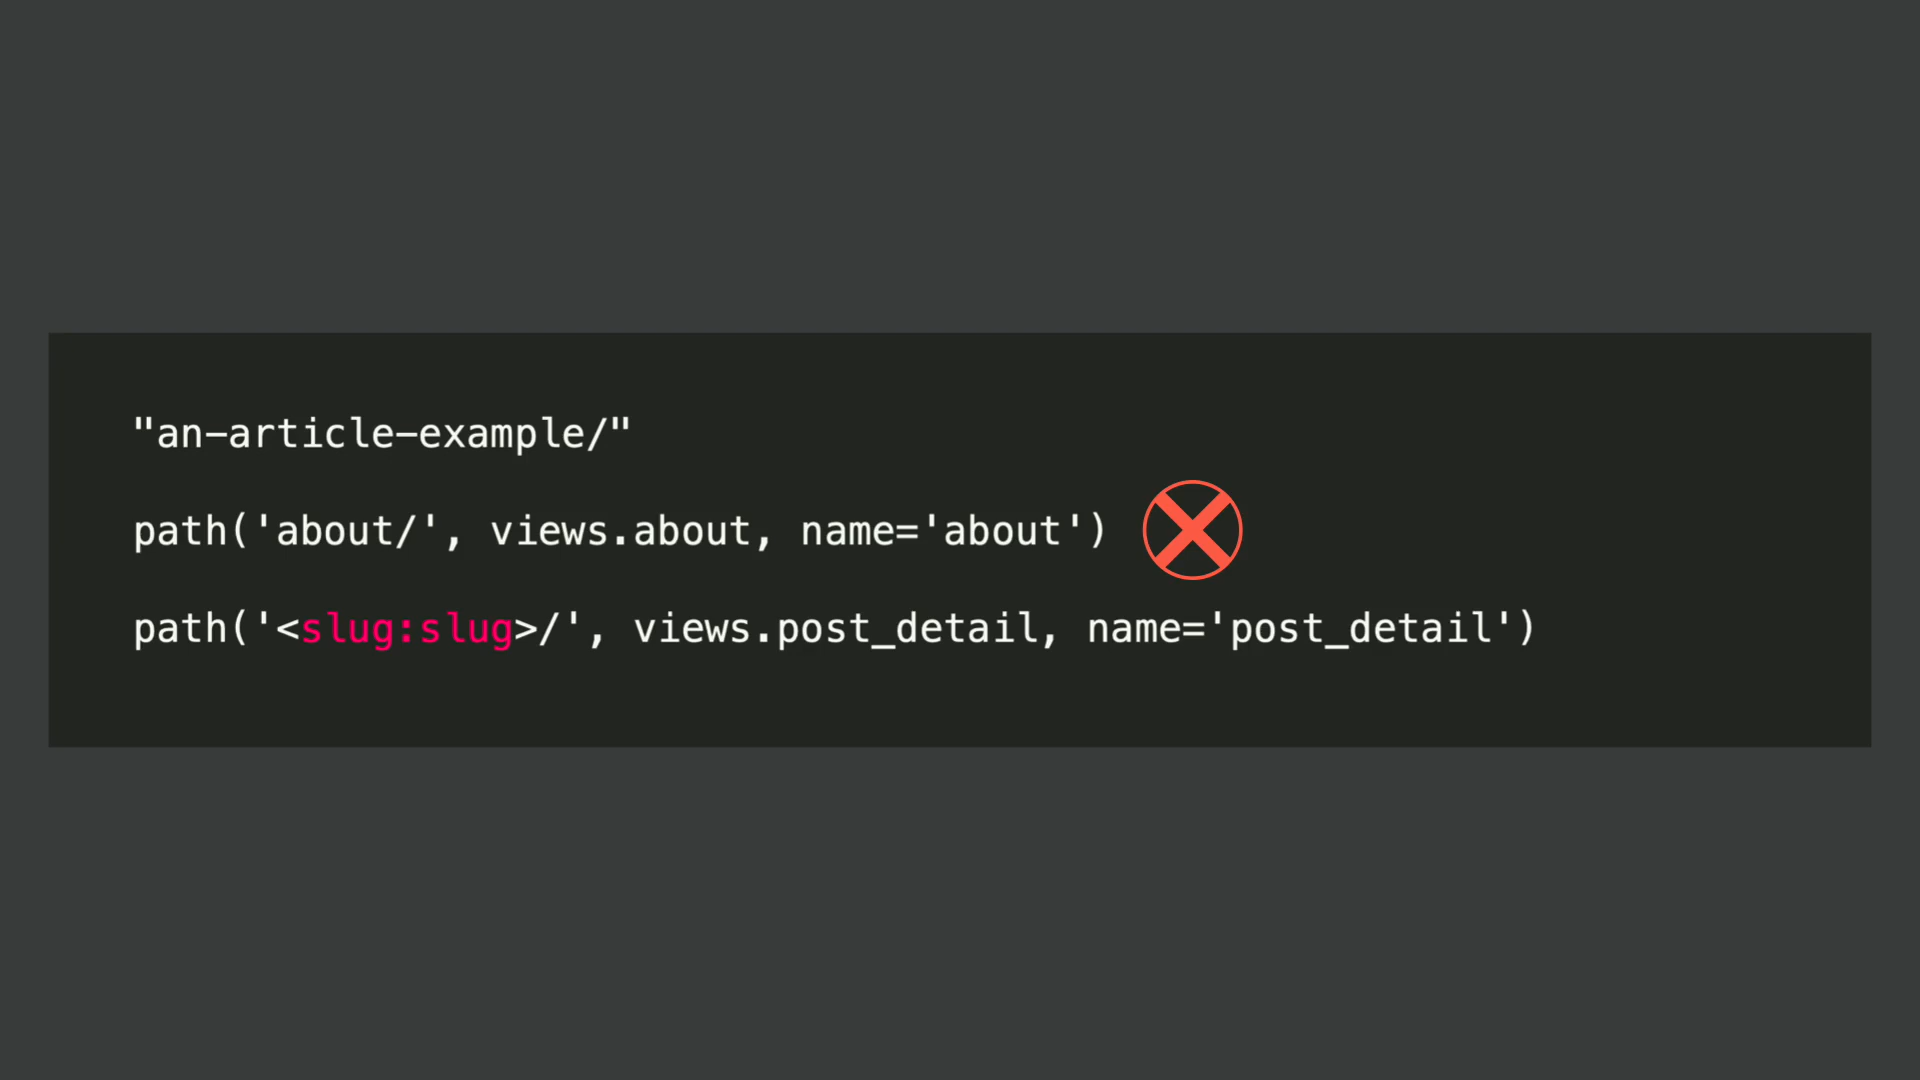 "an-article-example/"
path('about/', views.about, name='about')
path('<slug:slug>/', views.post_detail, name='post_detail')